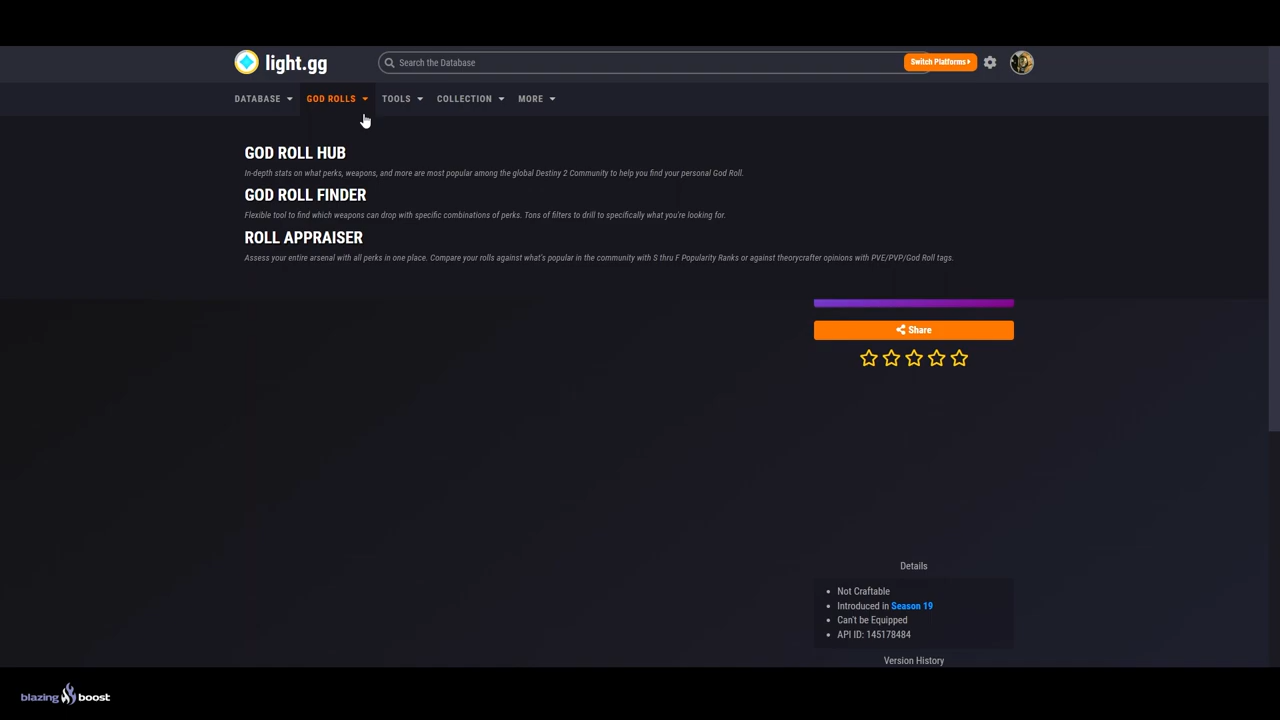 light.gg
Search the Database
Switch Platforms
DATABASE
GOD ROLLS
TOOLS
COLLECTION
MORE
GOD ROLL HUB
In-depth stats on what perks, weapons, and more are most popular among the global Destiny 2 Community to help you find your personal God Roll.
GOD ROLL FINDER
Flexible tool to find which weapons can drop with specific combinations of perks. Tons of filters to drill to specifically what you're looking for.
ROLL APPRAISER
Assess your entire arsenal with all perks in one place. Compare your rolls against what's popular in the community with S thru F Popularity Ranks or against theorycrafter opinions with PVE/PVP/God Roll tags.
Share
Details
Not Craftable
Introduced in Season 19
Can't be Equipped
API ID: 145178484
Version History
blazing boost